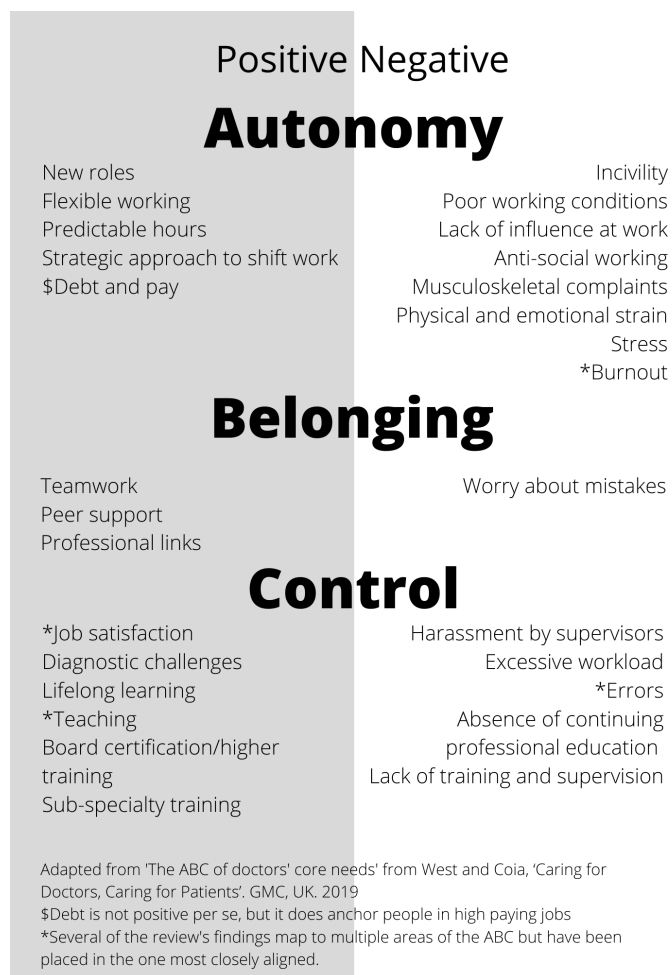 Positive Negative
Autonomy
New roles
Flexible working
Predictable hours
Strategic approach to shift work
$Debt and pay
Incivility
Poor working conditions
Lack of influence at work
Anti-social working
Musculoskeletal complaints
Physical and emotional strain
Stress
*Burnout
Belonging
Teamwork
Peer support
Professional links
Worry about mistakes
Control
*Job satisfaction
Diagnostic challenges
Lifelong learning
*Teaching
Board certification/higher
training
Sub-specialty training
Harassment by supervisors
Excessive workload
*Errors
Absence of continuing
professional education
Lack of training and supervision
Adapted from 'The ABC of doctors' core needs' from West and Coia, ‘Caring for
Doctors, Caring for Patients’. GMC, UK. 2019
$Debt is not positive per se, but it does anchor people in high paying jobs
*Several of the review's findings map to multiple areas of the ABC but have been
placed in the one most closely aligned.